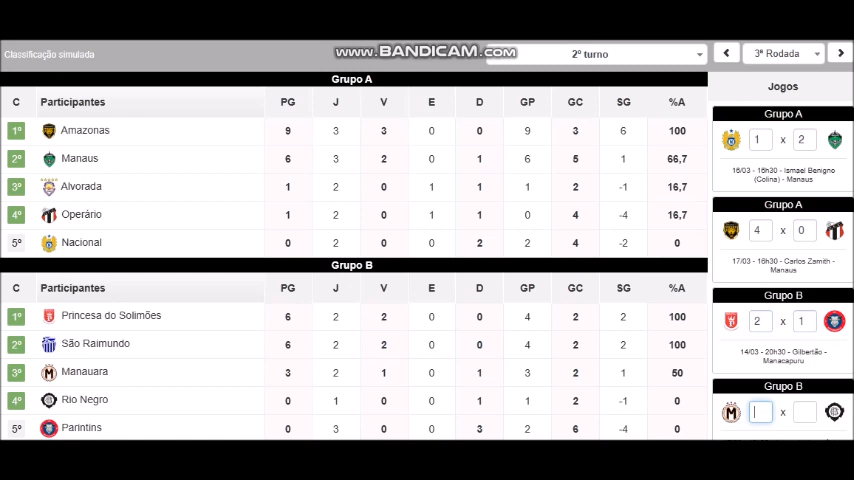 www.BANDICAM.com
Classificação simulada
2º turno
3ª Rodada
Grupo A
C Participantes PG J V E D GP GC SG %A
1º Amazonas 9 3 3 0 0 9 3 6 100
2º Manaus 6 3 2 0 1 6 5 1 66,7
3º Alvorada 1 2 0 1 1 1 2 -1 16,7
4º Operário 1 2 0 1 1 0 4 -4 16,7
5º Nacional 0 2 0 0 2 2 4 -2 0
Grupo B
C Participantes PG J V E D GP GC SG %A
1º Princesa do Solimões 6 2 2 0 0 4 2 2 100
2º São Raimundo 6 2 2 0 0 4 2 2 100
3º Manauara 3 2 1 0 1 3 2 1 50
4º Rio Negro 0 1 0 0 1 1 2 -1 0
5º Parintins 0 3 0 0 3 2 6 -4 0
Jogos
Grupo A
1 x 2
16/03 - 16h30 - Ismael Benigno
(Colina) - Manaus
Grupo A
4 x 0
17/03 - 16h30 - Carlos Zamith -
Manaus
Grupo B
2 x 1
14/03 - 20h30 - Gilbertão -
Manacapuru
Grupo B
x